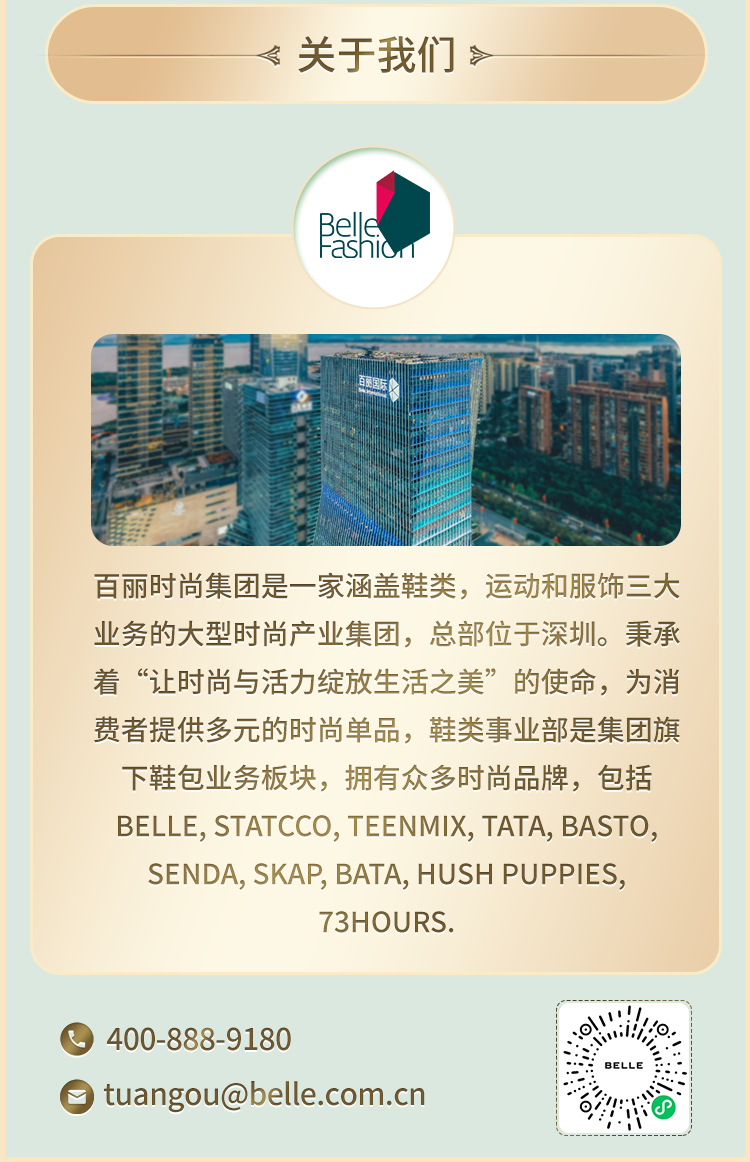 关于我们
Belle
Fashion
百丽国际
百丽时尚集团是一家涵盖鞋类，运动和服饰三大
业务的大型时尚产业集团，总部位于深圳。秉承
着“让时尚与活力绽放生活之美”的使命，为消
费者提供多元的时尚单品，鞋类事业部是集团旗
下鞋包业务板块，拥有众多时尚品牌，包括
BELLE, STATCCO, TEENMIX, TATA, BASTO,
SENDA, SKAP, BATA, HUSH PUPPIES,
73HOURS.
400-888-9180
tuangou@belle.com.cn
BELLE